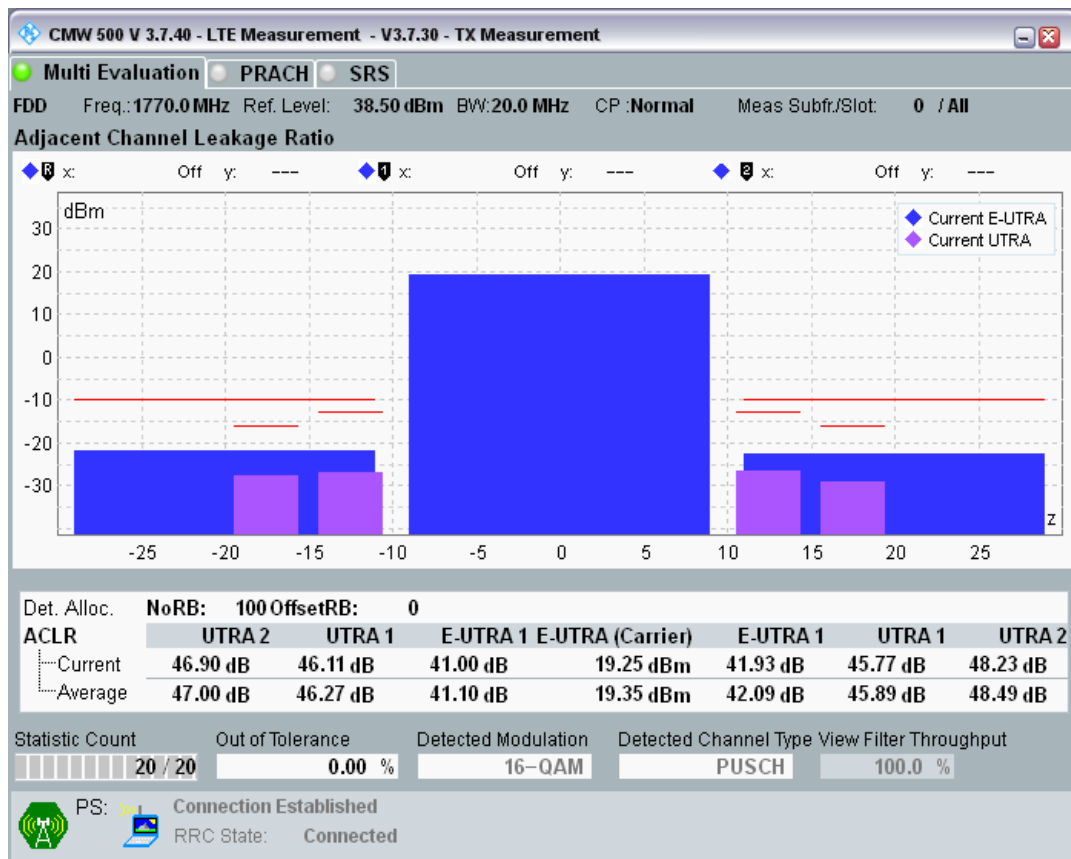 CMW 500 V 3.7.40 - LTE Measurement - V3.7.30 - TX Measurement
Multi Evaluation PRACH SRS
FDD Freq.:1770.0 MHz Ref. Level: 38.50 dBm BW:20.0 MHz CP :Normal Meas Subfr./Slot: 0 / All
Adjacent Channel Leakage Ratio
R x: Off y: --- 1 x: Off y: --- 2 x: Off y: ---
dBm
Current E-UTRA
Current UTRA
30
20
10
0
-10
-20
-30
z
-25 -20 -15 -10 -5 0 5 10 15 20 25
Det. Alloc. NoRB: 100 OffsetRB: 0
ACLR UTRA 2 UTRA 1 E-UTRA 1 E-UTRA (Carrier) E-UTRA 1 UTRA 1 UTRA 2
Current 46.90 dB 46.11 dB 41.00 dB 19.25 dBm 41.93 dB 45.77 dB 48.23 dB
Average 47.00 dB 46.27 dB 41.10 dB 19.35 dBm 42.09 dB 45.89 dB 48.49 dB
Statistic Count Out of Tolerance Detected Modulation Detected Channel Type View Filter Throughput
20 / 20 0.00 % 16-QAM PUSCH 100.0 %
PS: Connection Established
RRC State: Connected